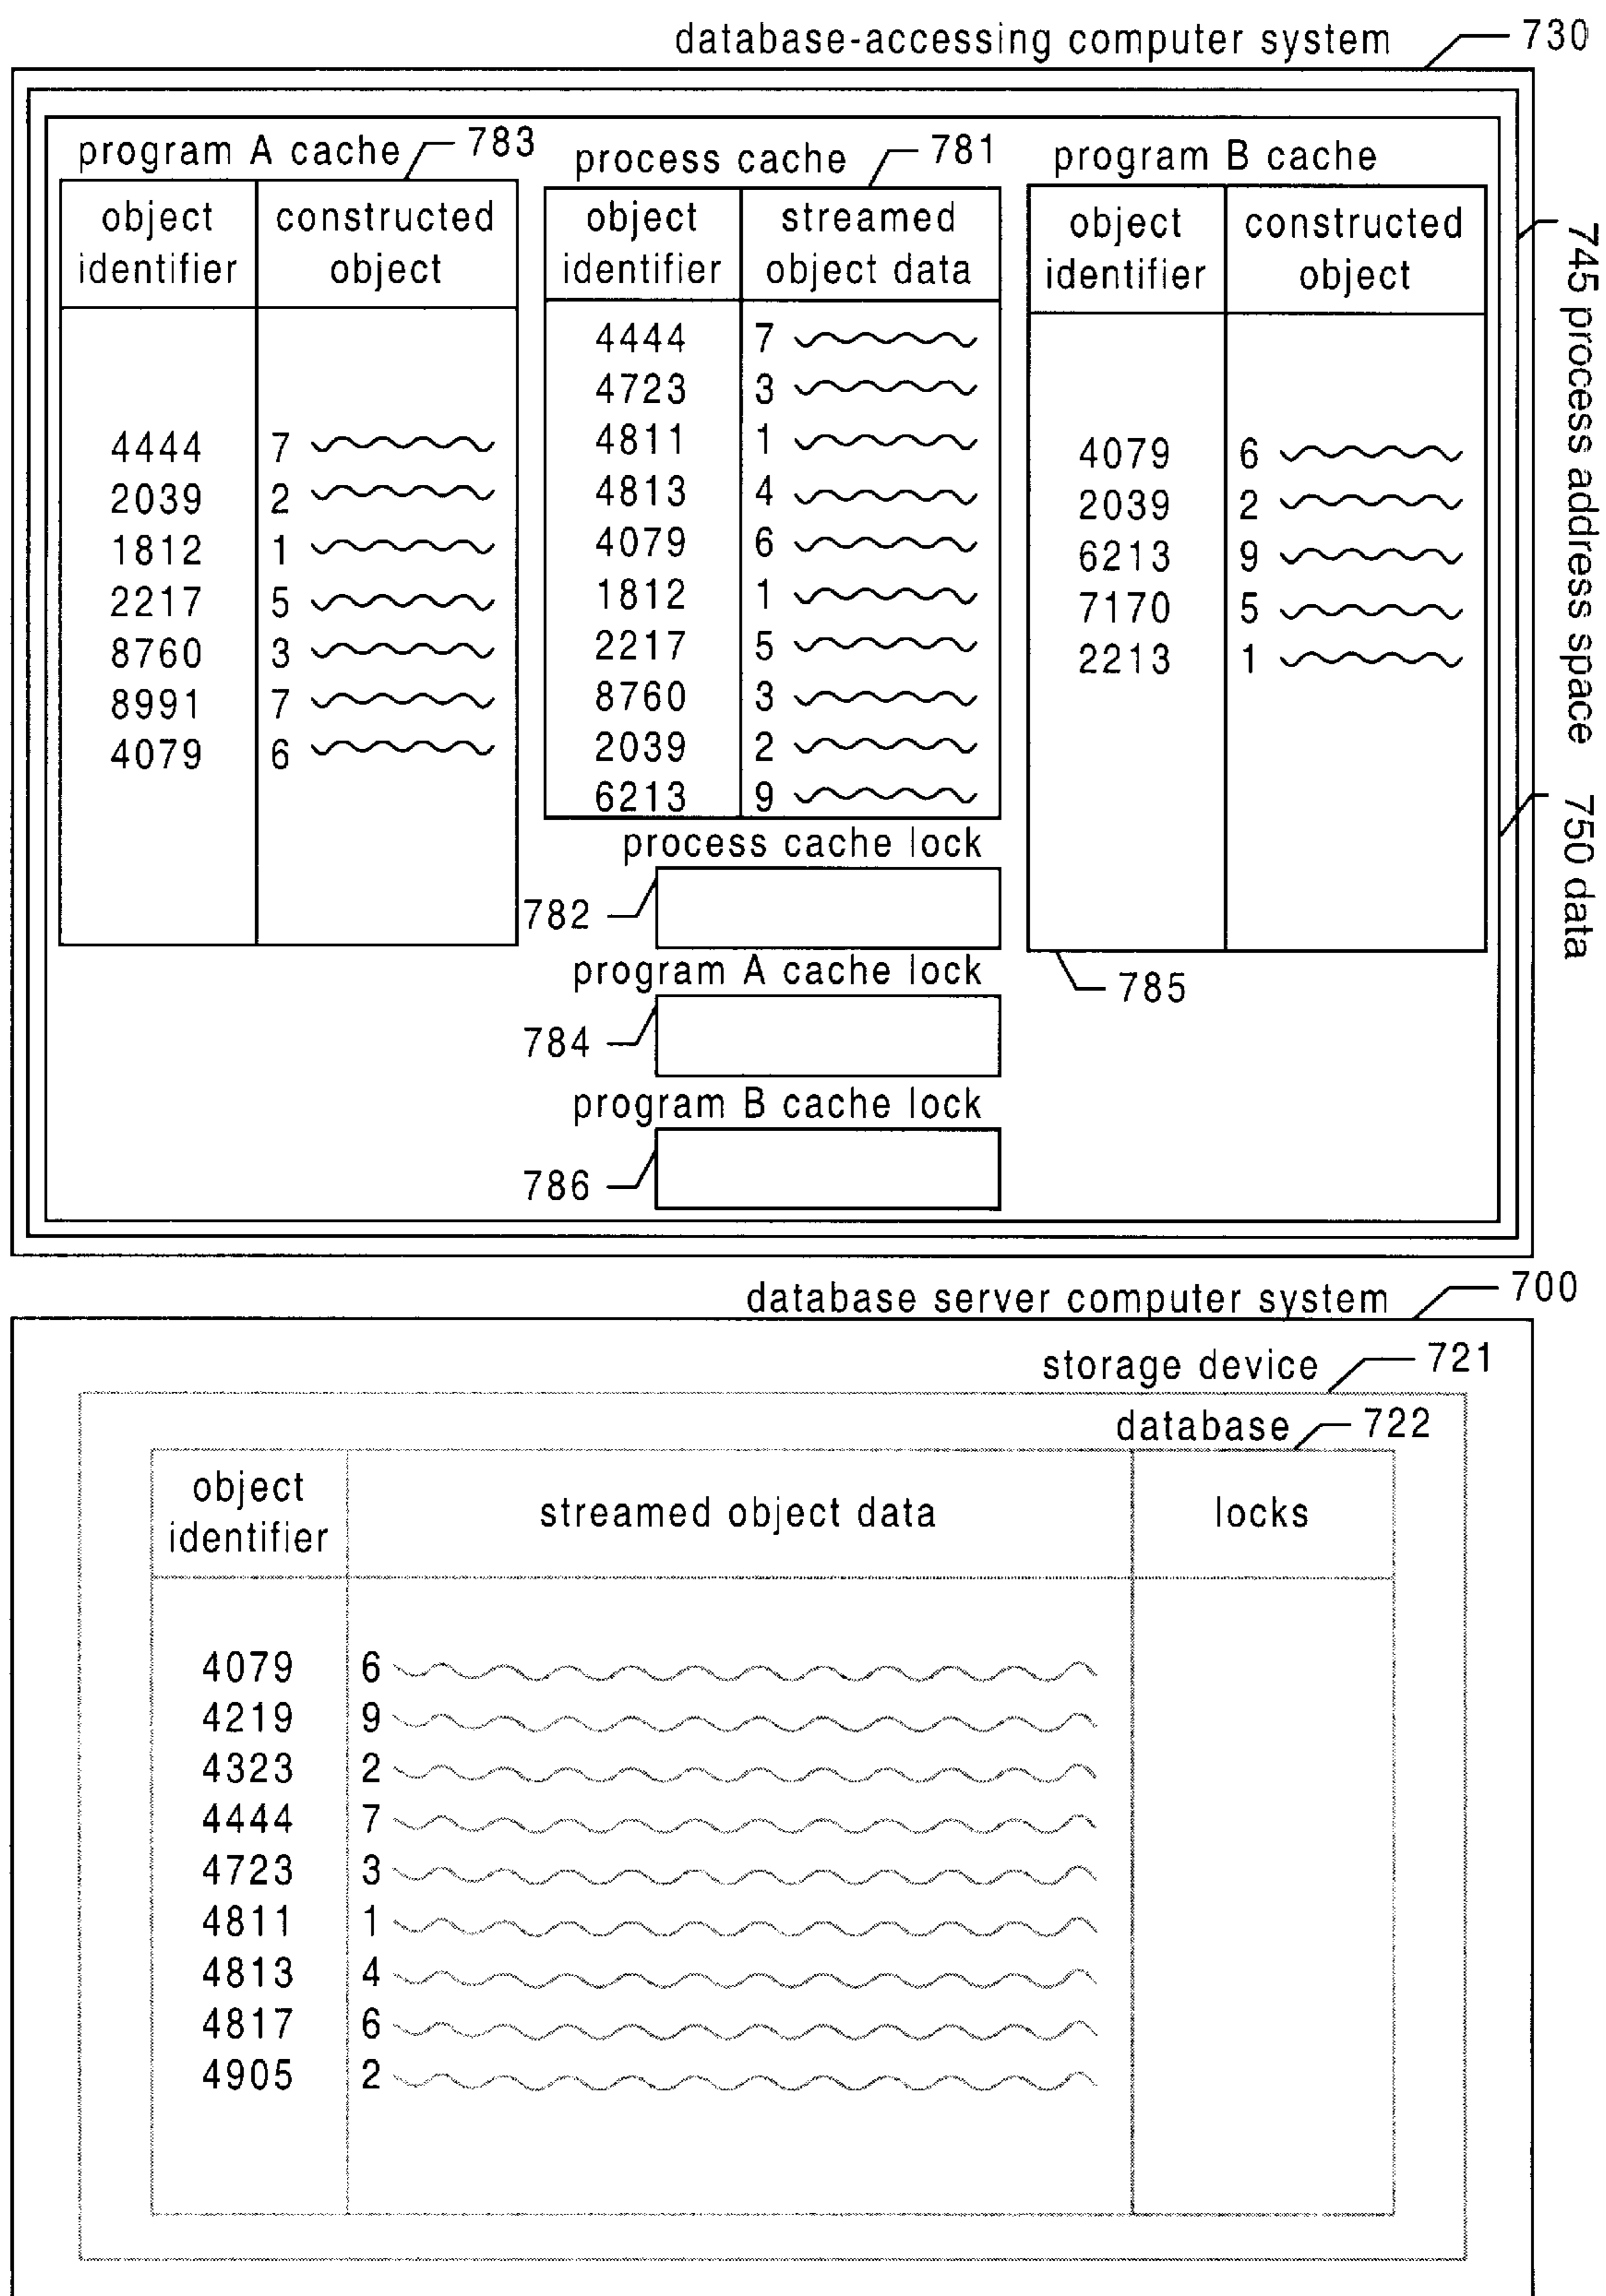 database-accessing computer system 730
program A cache 783
object identifier constructed object
4444 7
2039 2
1812 1
2217 5
8760 3
8991 7
4079 6
process cache 781
object identifier streamed object data
4444 7
4723 3
4811 1
4813 4
4079 6
1812 1
2217 5
8760 3
2039 2
6213 9
program B cache
object identifier constructed object
4079 6
2039 2
6213 9
7170 5
2213 1
785
745 process address space
750 data
process cache lock
782
program A cache lock
784
program B cache lock
786
database server computer system 700
storage device 721
database 722
object identifier streamed object data locks
4079 6
4219 9
4323 2
4444 7
4723 3
4811 1
4813 4
4817 6
4905 2